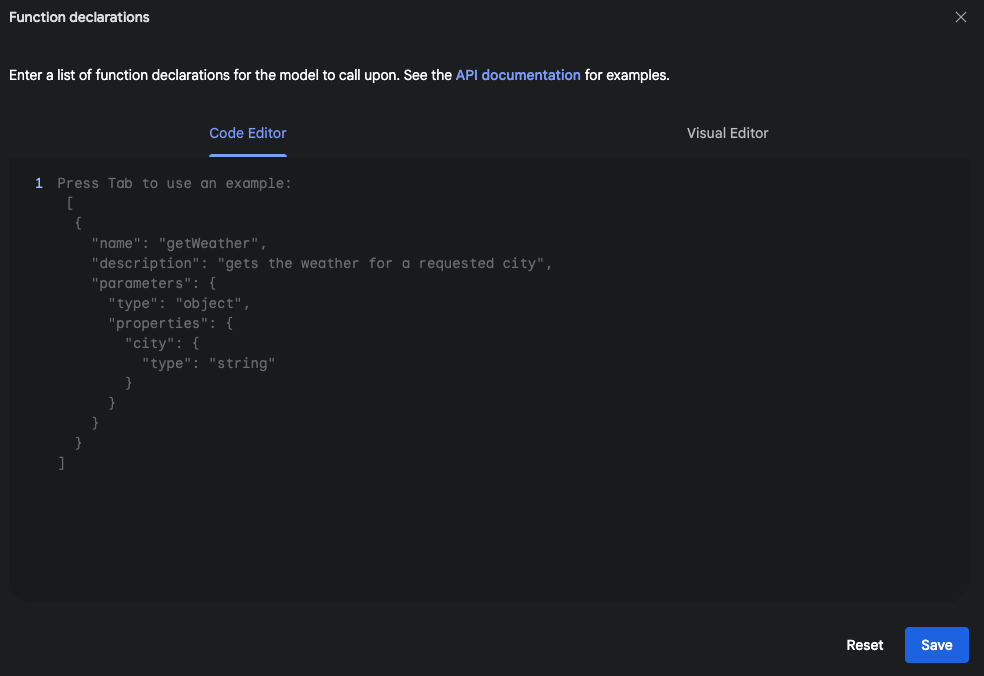 Function declarations
Enter a list of function declarations for the model to call upon. See the API documentation for examples.
Code Editor
Visual Editor
1 Press Tab to use an example:
[
{
"name": "getWeather",
"description": "gets the weather for a requested city",
"parameters": {
"type": "object",
"properties": {
"city": {
"type": "string"
}
}
}
}
]
Reset
Save